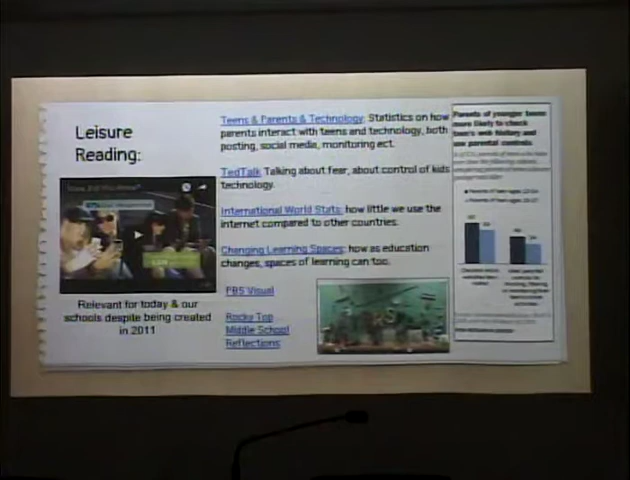 Leisure
Reading:
Relevant for today & our
schools despite being created
in 2011
Teens & Parents & Technology: Statistics on how
parents interact with teens and technology, both
posting, social media, monitoring ect.
TedTalk Talking about fear, about control of kids
technology.
International World Stats: how little we use the
internet compared to other countries.
Changing Learning Spaces: how as education
changes, spaces of learning can too.
PBS Visual
Rocky Top
Middle School
Reflections
Parents of younger teens
more likely to check
teen's web history and
use parental controls